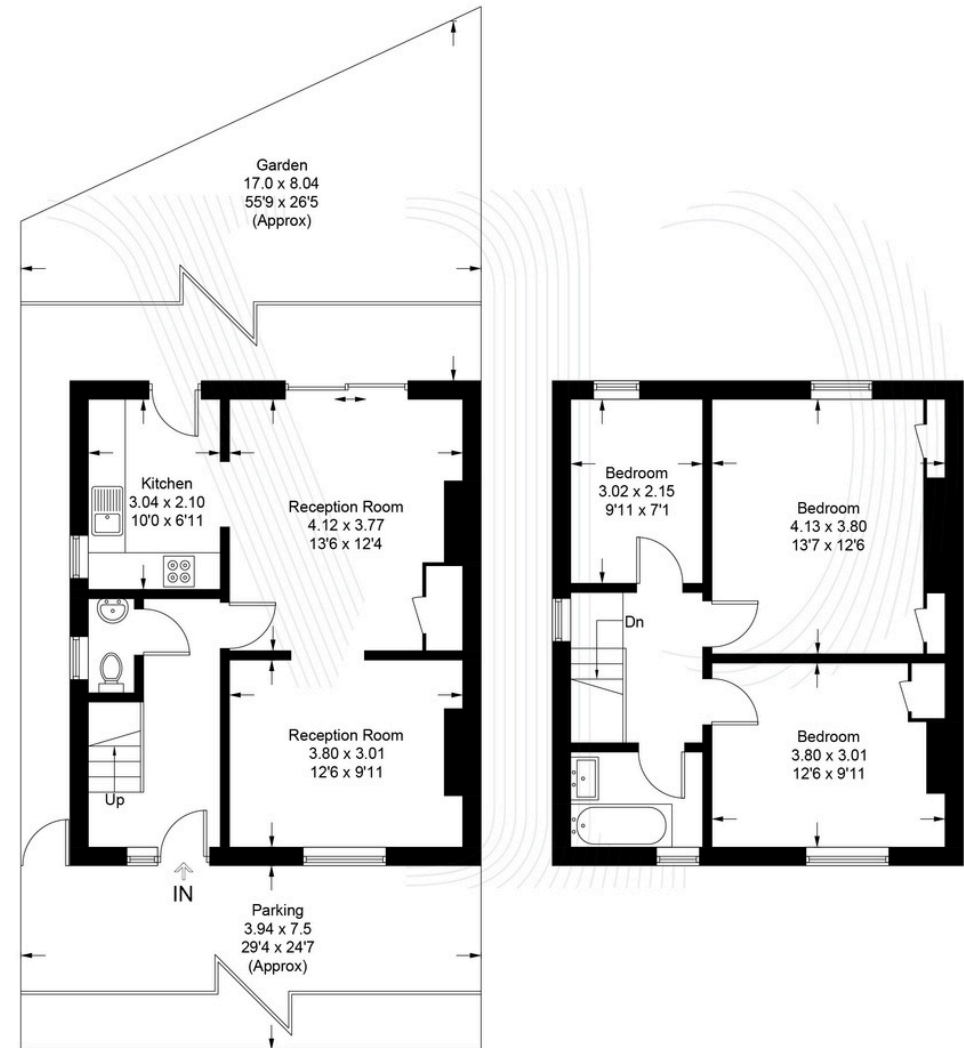 Garden
17.0 x 8.04
55'9 x 26'5
(Approx)
Kitchen
3.04 x 2.10
10'0 x 6'11
Reception Room
4.12 x 3.77
13'6 x 12'4
Reception Room
3.80 x 3.01
12'6 x 9'11
Up
IN
Parking
3.94 x 7.5
29'4 x 24'7
(Approx)
Bedroom
3.02 x 2.15
9'11 x 7'1
Bedroom
4.13 x 3.80
13'7 x 12'6
Dn
Bedroom
3.80 x 3.01
12'6 x 9'11